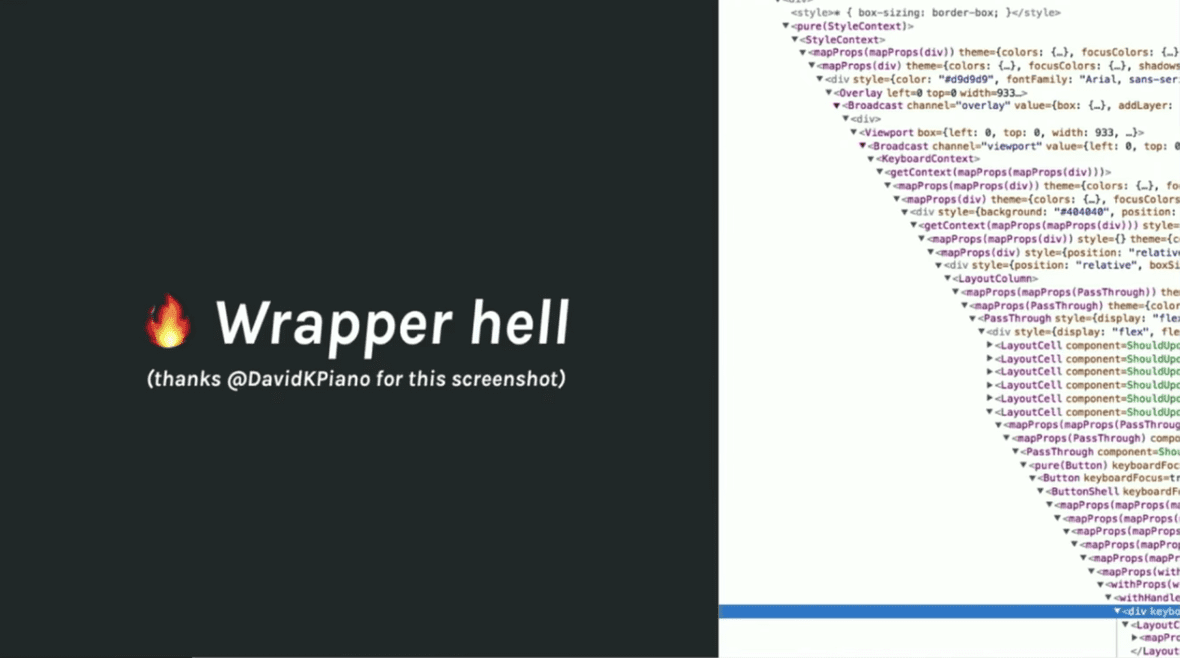 🔥 Wrapper hell
(thanks @DavidKPiano for this screenshot)
<style>* { box-sizing: border-box; }</style>
▼<pure(StyleContext)>
▼<StyleContext>
▼<mapProps(mapProps(div)) theme={colors: {…}, focusColors: {…}
▼<mapProps(div) theme={colors: {…}, focusColors: {…}, shadows
▼<div style={color: "#d9d9d9", fontFamily: "Arial, sans-ser
▼<Overlay left=0 top=0 width=933…>
▼<Broadcast channel="overlay" value={box: {…}, addLayer:
▼<div>
▼<Viewport box={left: 0, top: 0, width: 933, …}>
▼<Broadcast channel="viewport" value={left: 0, top: 0
▼<KeyboardContext>
▼<getContext(mapProps(mapProps(div)))>
▼<mapProps(mapProps(div)) theme={colors: {…}, fo
▼<mapProps(div) theme={colors: {…}, focusColors
▼<div style={background: "#404040", position:
▼<getContext(mapProps(mapProps(div))) style=
▼<mapProps(mapProps(div)) style={} theme={c
▼<mapProps(div) style={position: "relative
▼<div style={position: "relative", boxSi
▼<LayoutColumn>
▼<mapProps(mapProps(PassThrough)) the
▼<mapProps(PassThrough) theme={color
▼<PassThrough style={display: "flex
▼<div style={display: "flex", fle
▶<LayoutCell component=ShouldUpd
▶<LayoutCell component=ShouldUpd
▶<LayoutCell component=ShouldUpd
▶<LayoutCell component=ShouldUpd
▶<LayoutCell component=ShouldUpd
▼<LayoutCell component=ShouldUpd
▼<mapProps(mapProps(PassThroug
▼<mapProps(PassThrough) compo
▼<PassThrough component=Shou
▼<pure(Button) keyboardFoc
▼<Button keyboardFocus=tr
▼<ButtonShell keyboardF
▼<mapProps(mapProps(ma
▼<mapProps(mapProps(
▼<mapProps(mapProps
▼<mapProps(mapProp
▼<mapProps(mapPr
▼<mapProps(with
▼<withProps(w
▼<withHandle
▼<div keybo
▼<LayoutC
▶<mapPro
</Layout